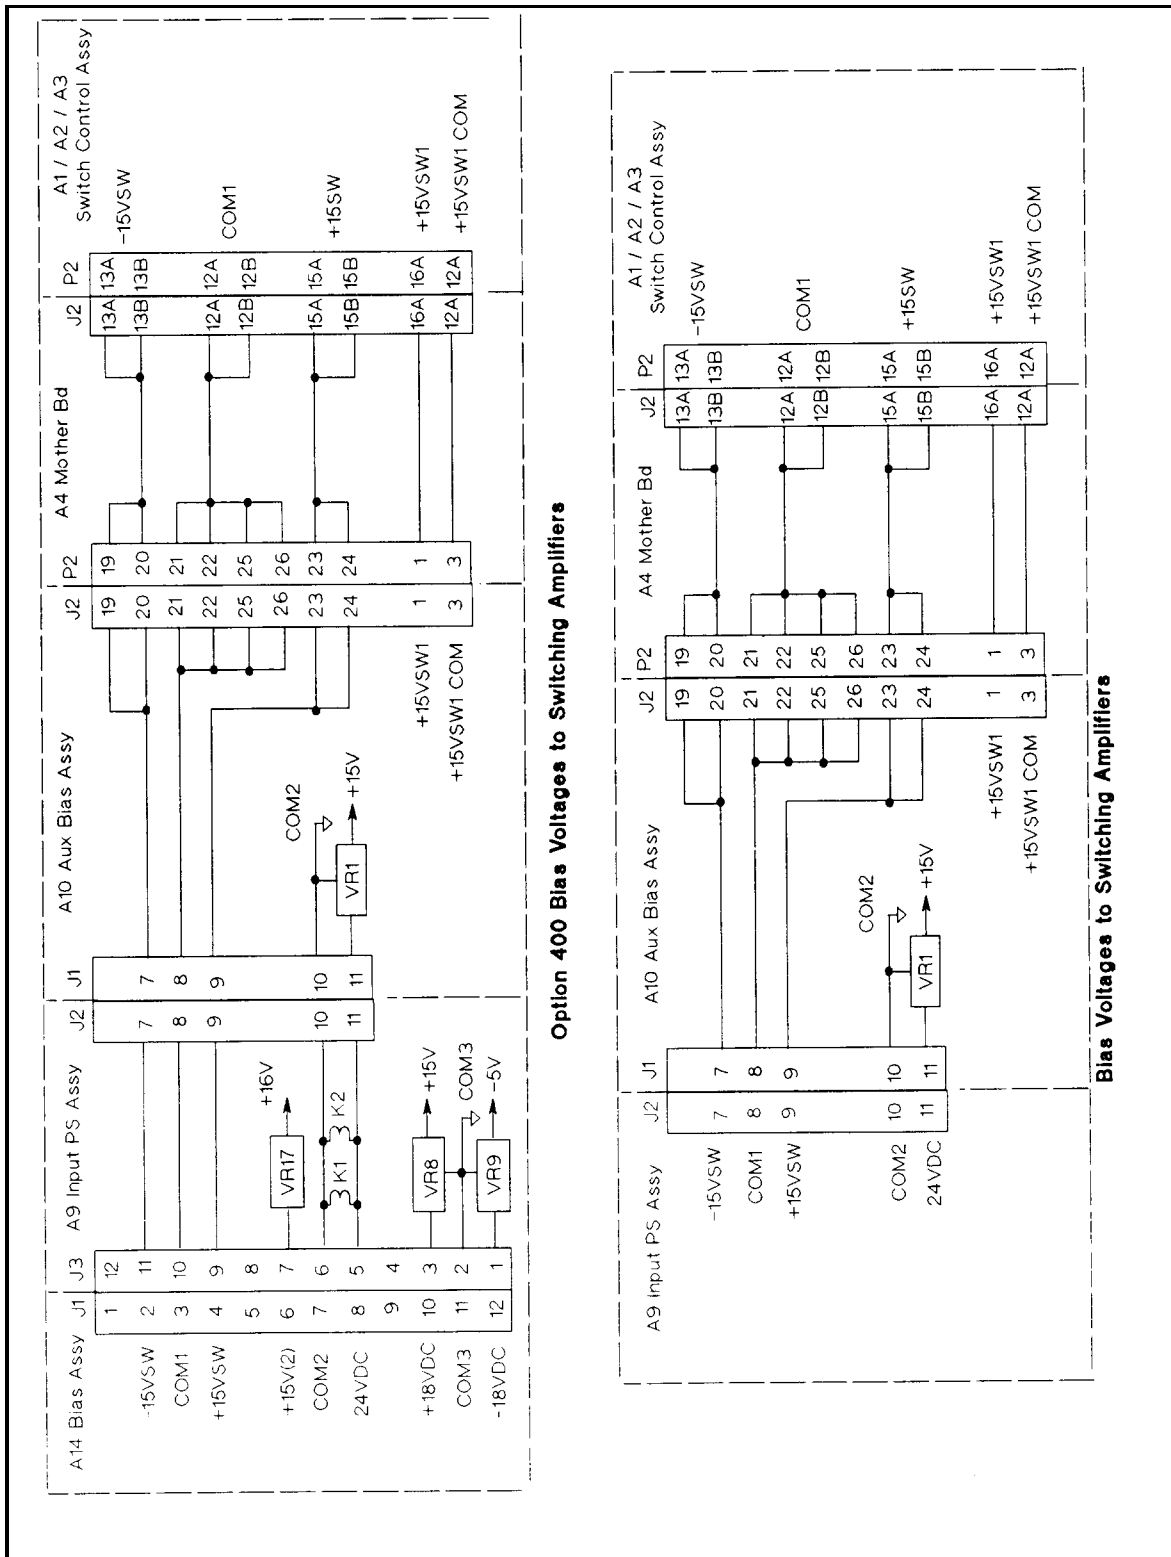 A14 Bias Assy
J1
J3
A9 Input PS Assy
J2
J1
A10 Aux Bias Assy
J2
P2
A4 Mother Bd
J2
P2
A1 / A2 / A3
Switch Control Assy
1 12
-15VSW 2 11
COM1 3 10
+15VSW 4 9
5 8
+15V(2) 6 7
COM2 7 6
24VDC 8 5
9 4
+18VDC 10 3
COM3 11 2
-18VDC 12 1
VR17 +16V
K1
K2
VR8 +15V
COM3
VR9 -5V
7 7
8 8
9 9
10 10
11 11
COM2
VR1 +15V
19 19
20 20
21 21
22 22
25 25
26 26
23 23
24 24
+15VSW1 1 1
+15VSW1 COM 3 3
13A 13A
13B 13B
-15VSW
12A 12A
12B 12B
COM1
15A 15A
15B 15B
+15SW
16A 16A +15VSW1
12A 12A +15VSW1 COM
Option 400 Bias Voltages to Switching Amplifiers
A9 Input PS Assy
J2
J1
A10 Aux Bias Assy
J2
P2
A4 Mother Bd
J2
P2
A1 / A2 / A3
Switch Control Assy
-15VSW 7 7
COM1 8 8
+15VSW 9 9
COM2 10 10
24VDC 11 11
COM2
VR1 +15V
19 19
20 20
21 21
22 22
25 25
26 26
23 23
24 24
+15VSW1 1 1
+15VSW1 COM 3 3
13A 13A
13B 13B
-15VSW
12A 12A
12B 12B
COM1
15A 15A
15B 15B
+15SW
16A 16A +15VSW1
12A 12A +15VSW1 COM
Bias Voltages to Switching Amplifiers